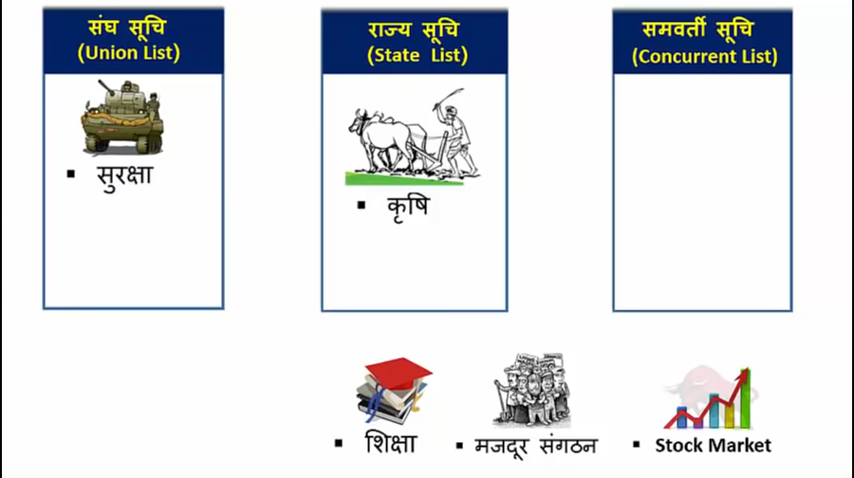 संघ सूचि
(Union List)
▪ सुरक्षा
राज्य सूचि
(State List)
▪ कृषि
समवर्ती सूचि
(Concurrent List)
▪ शिक्षा
▪ मजदूर संगठन
▪ Stock Market